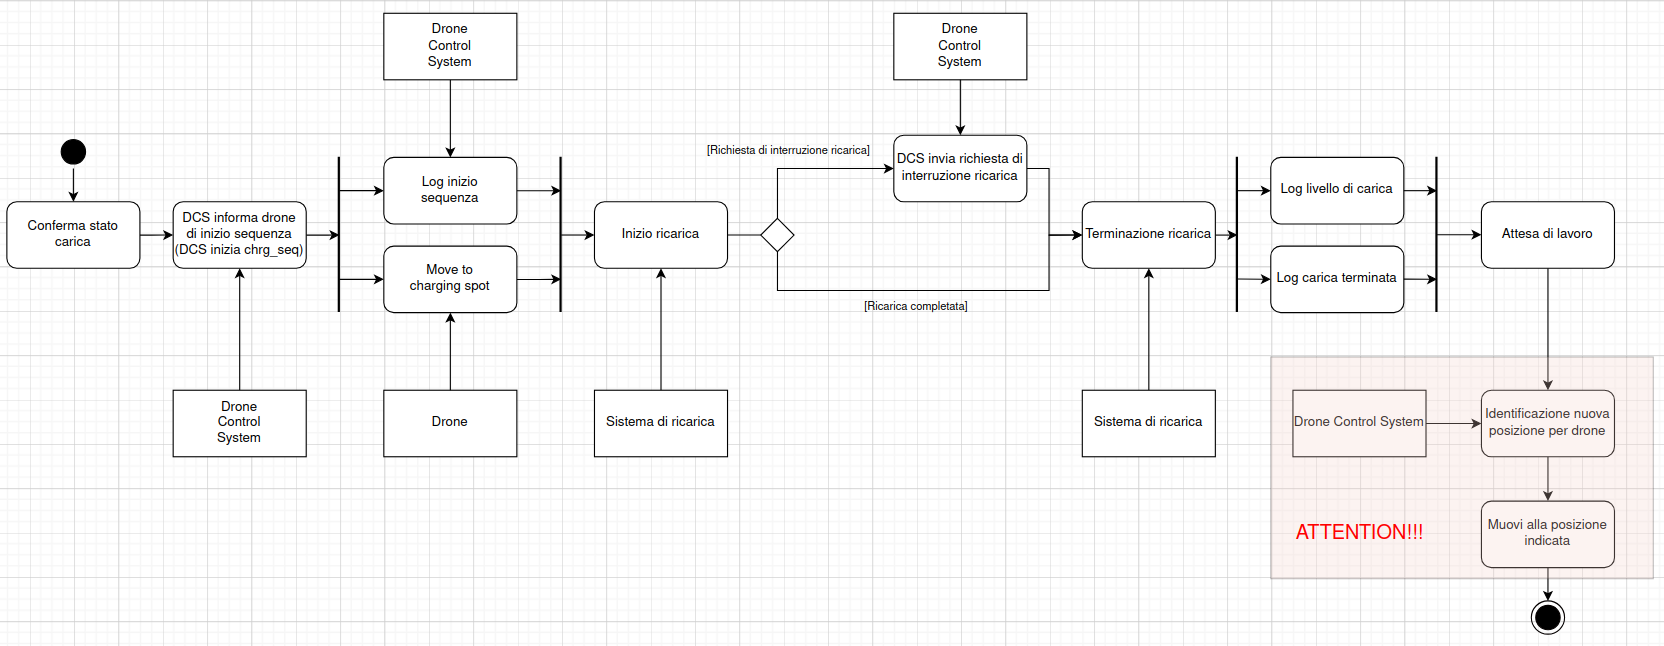 Drone
Control
System
Drone
Control
System
[Richiesta di interruzione ricarica]
DCS invia richiesta di
interruzione ricarica
Log inizio
sequenza
Log livello di carica
Conferma stato
carica
DCS informa drone
di inizio sequenza
(DCS inizia chrg_seq)
Inizio ricarica
Terminazione ricarica
Attesa di lavoro
Move to
charging spot
Log carica terminata
[Ricarica completata]
Drone
Control
System
Drone
Sistema di ricarica
Sistema di ricarica
Drone Control System
Identificazione nuova
posizione per drone
ATTENTION!!!
Muovi alla posizione
indicata